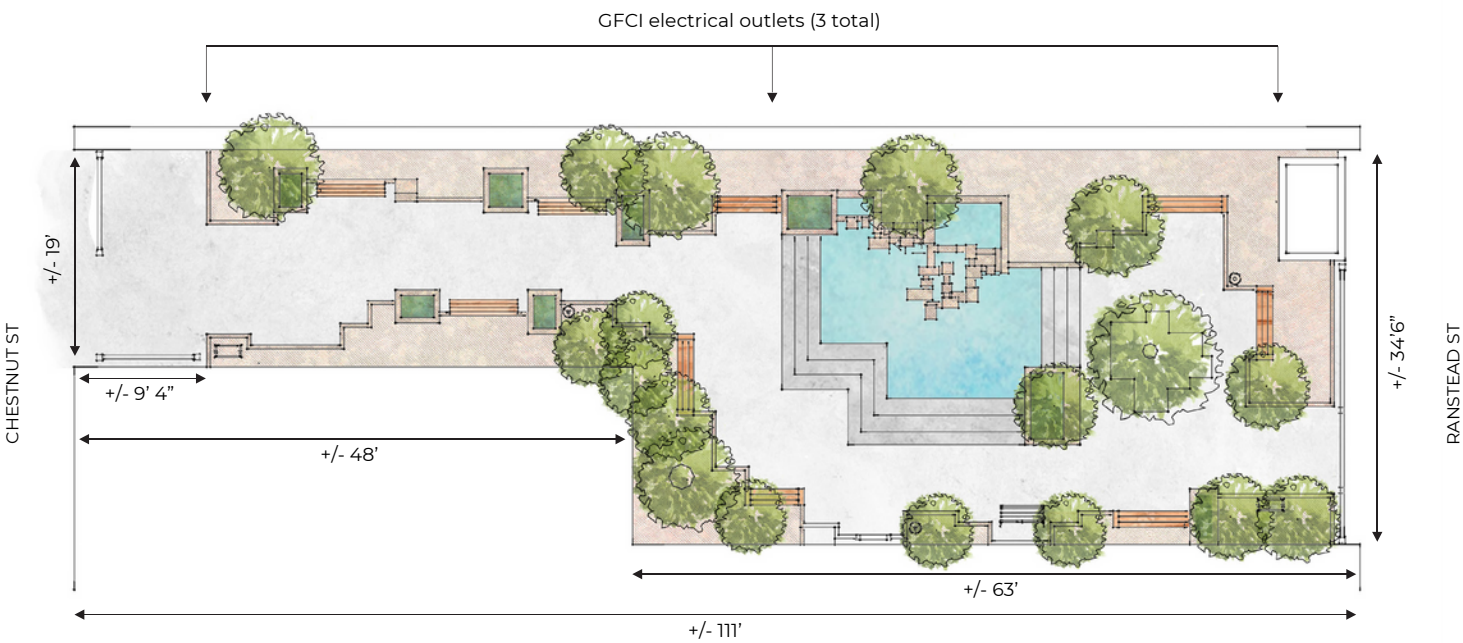 GFCI electrical outlets (3 total)
+/- 19’
CHESTNUT ST
+/- 9’ 4”
+/- 48’
+/- 34’6”
RANSTEAD ST
+/- 63’
+/- 111’